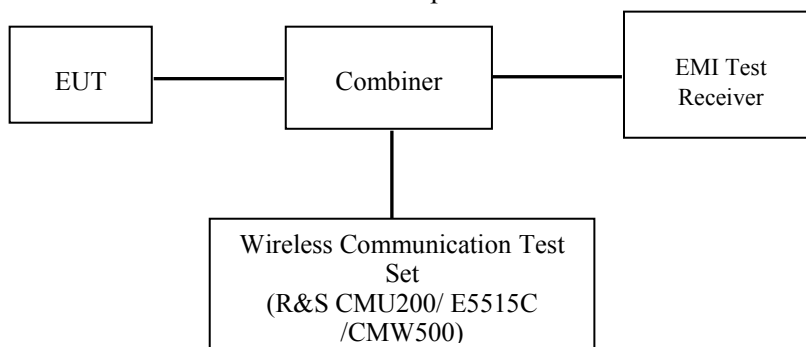 EUT
Combiner
EMI Test
Receiver
Wireless Communication Test
Set
(R&S CMU200/ E5515C
/CMW500)